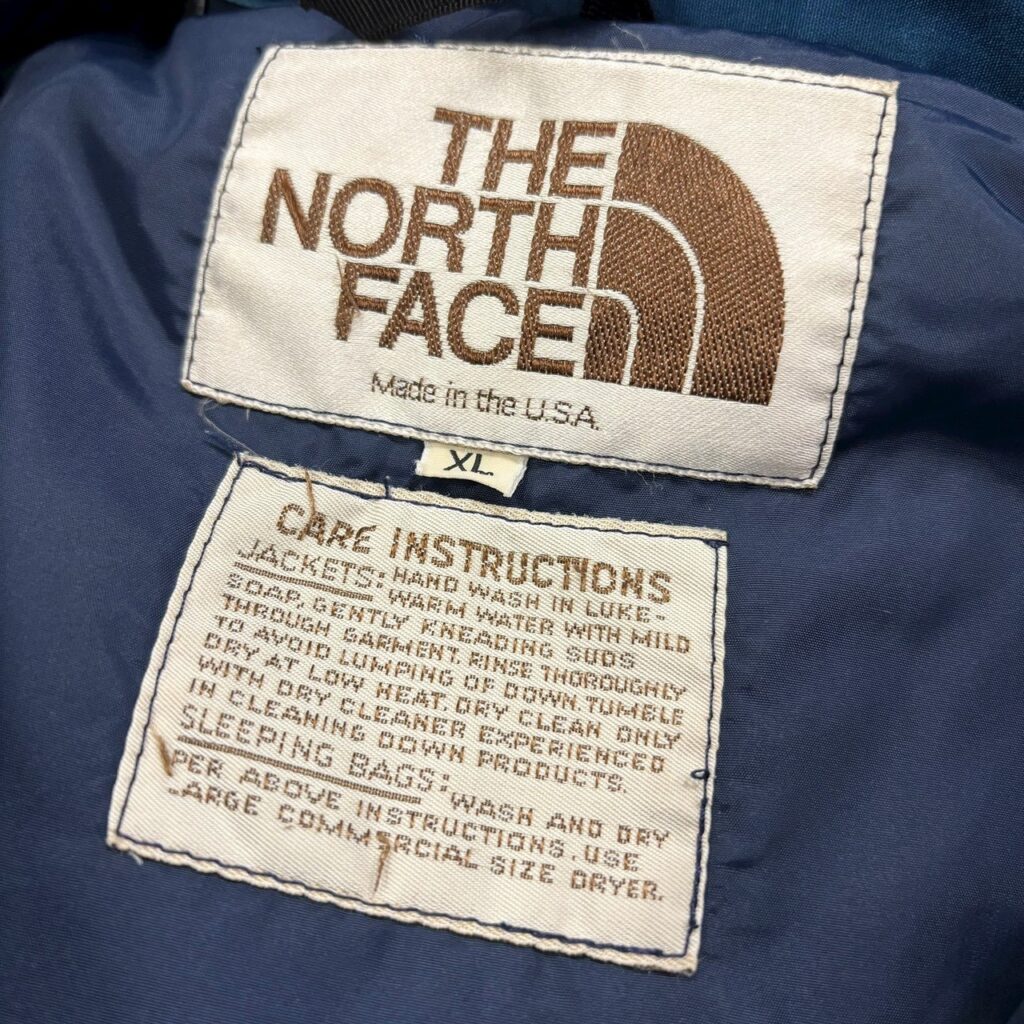 THE
NORTH
FACE
Made in the U.S.A.
XL
CARE INSTRUCTIONS
JACKETS: HAND WASH IN LUKE-
WARM WATER WITH MILD
SOAP, GENTLY KNEADING SUDS
THROUGH GARMENT. RINSE THOROUGHLY
TO AVOID LUMPING OF DOWN. TUMBLE
DRY AT LOW HEAT. DRY CLEAN ONLY
WITH DRY CLEANER EXPERIENCED
IN CLEANING DOWN PRODUCTS.
SLEEPING BAGS: WASH AND DRY
PER ABOVE INSTRUCTIONS. USE
LARGE COMMERCIAL SIZE DRYER.